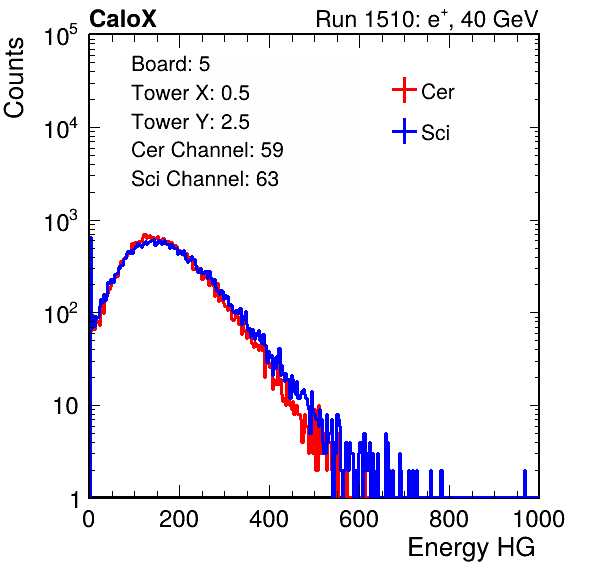 CaloX Run 1510: e⁺, 40 GeV
Counts
Board: 5
Tower X: 0.5
Tower Y: 2.5
Cer Channel: 59
Sci Channel: 63
Cer
Sci
10⁵
10⁴
10³
10²
10
1
0 200 400 600 800 1000
Energy HG